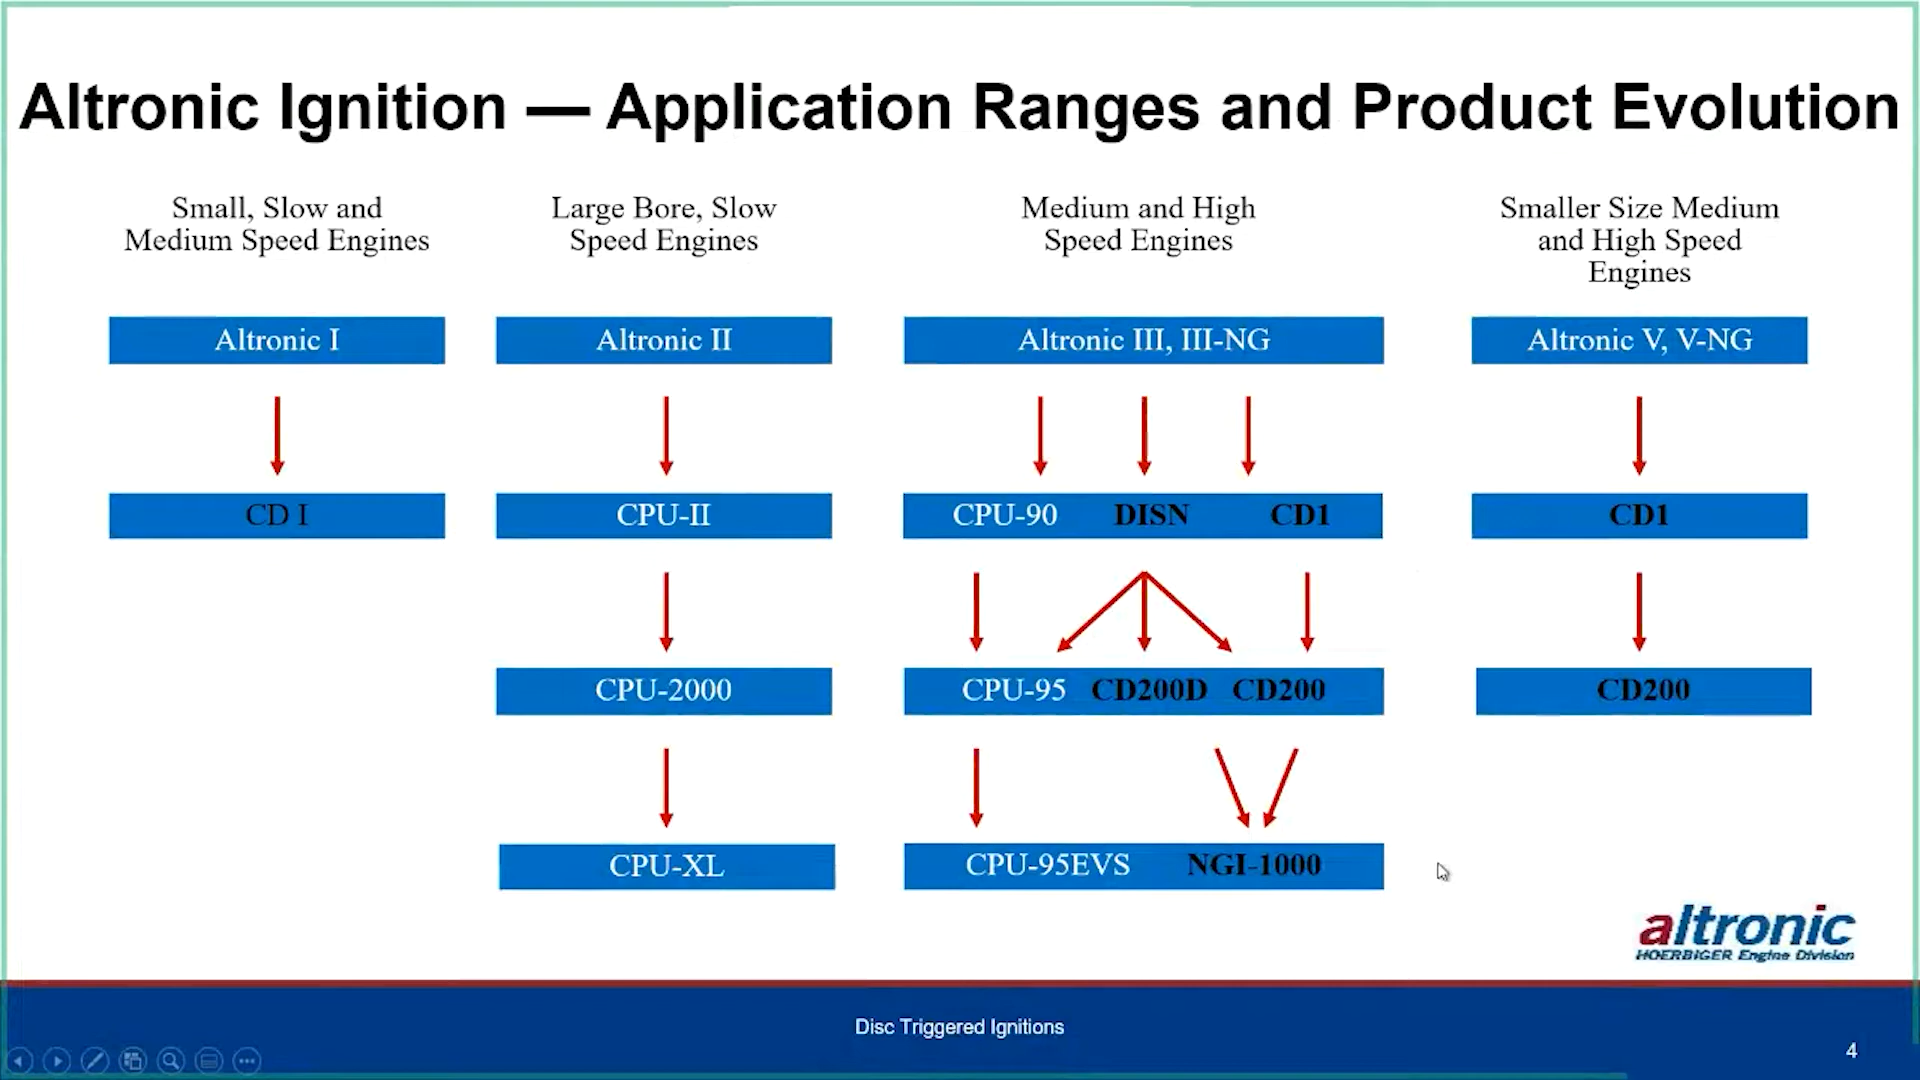 Altronic Ignition — Application Ranges and Product Evolution
Small, Slow and
Medium Speed Engines
Large Bore, Slow
Speed Engines
Medium and High
Speed Engines
Smaller Size Medium
and High Speed
Engines
Altronic I
Altronic II
Altronic III, III-NG
Altronic V, V-NG
CD I
CPU-II
CPU-90 DISN CD1
CD1
CPU-2000
CPU-95 CD200D CD200
CD200
CPU-XL
CPU-95EVS NGI-1000
altronic
HOERBIGER Engine Division
Disc Triggered Ignitions
4